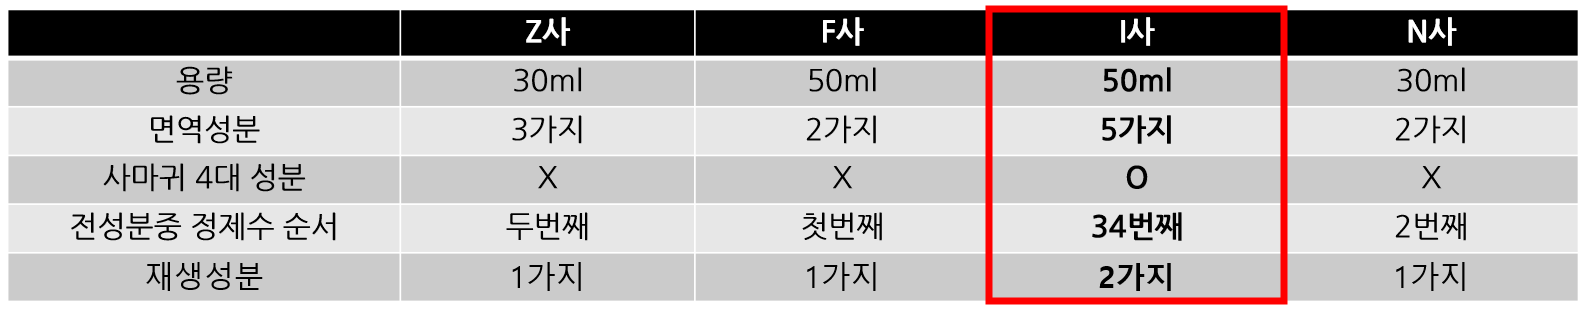 Z사 F사 I사 N사
용량 30ml 50ml 50ml 30ml
면역성분 3가지 2가지 5가지 2가지
사마귀 4대 성분 X X O X
전성분중 정제수 순서 두번째 첫번째 34번째 2번째
재생성분 1가지 1가지 2가지 1가지